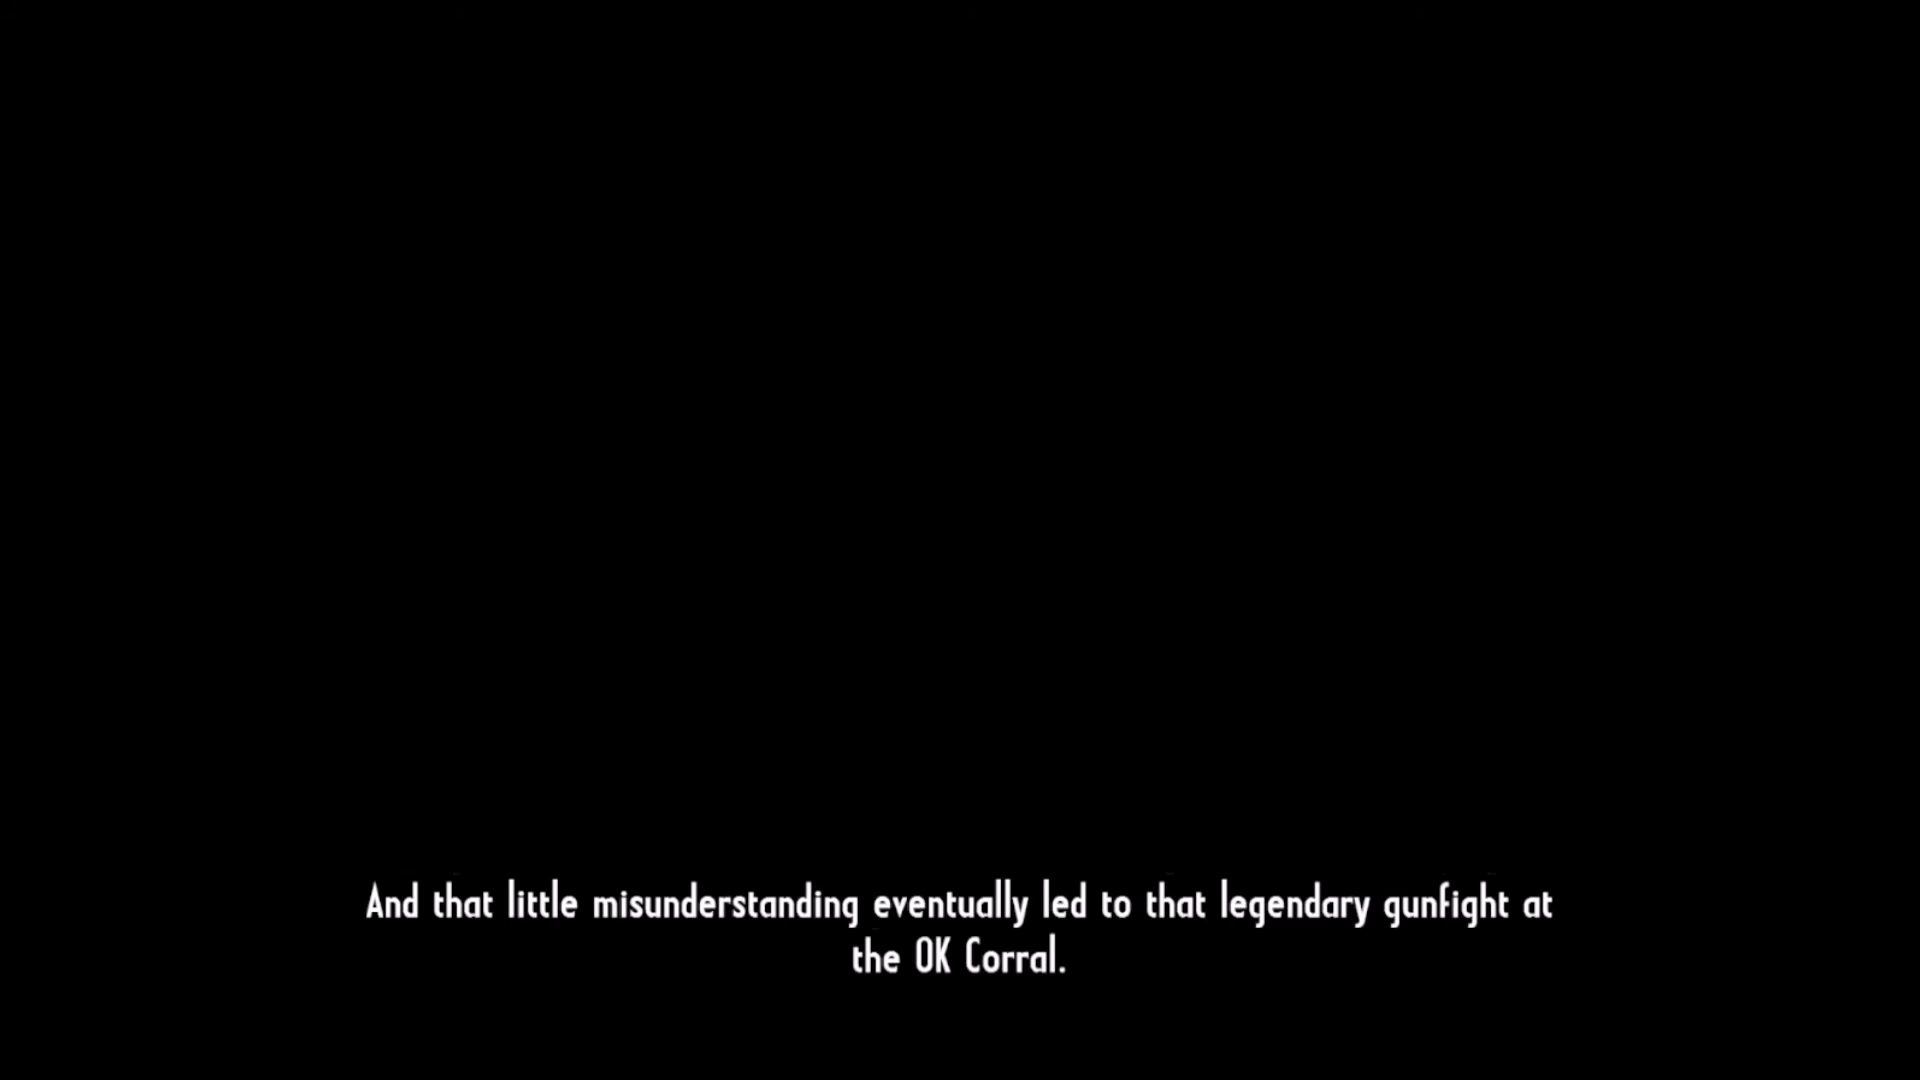 And that little misunderstanding eventually led to that legendary gunfight at
the OK Corral.